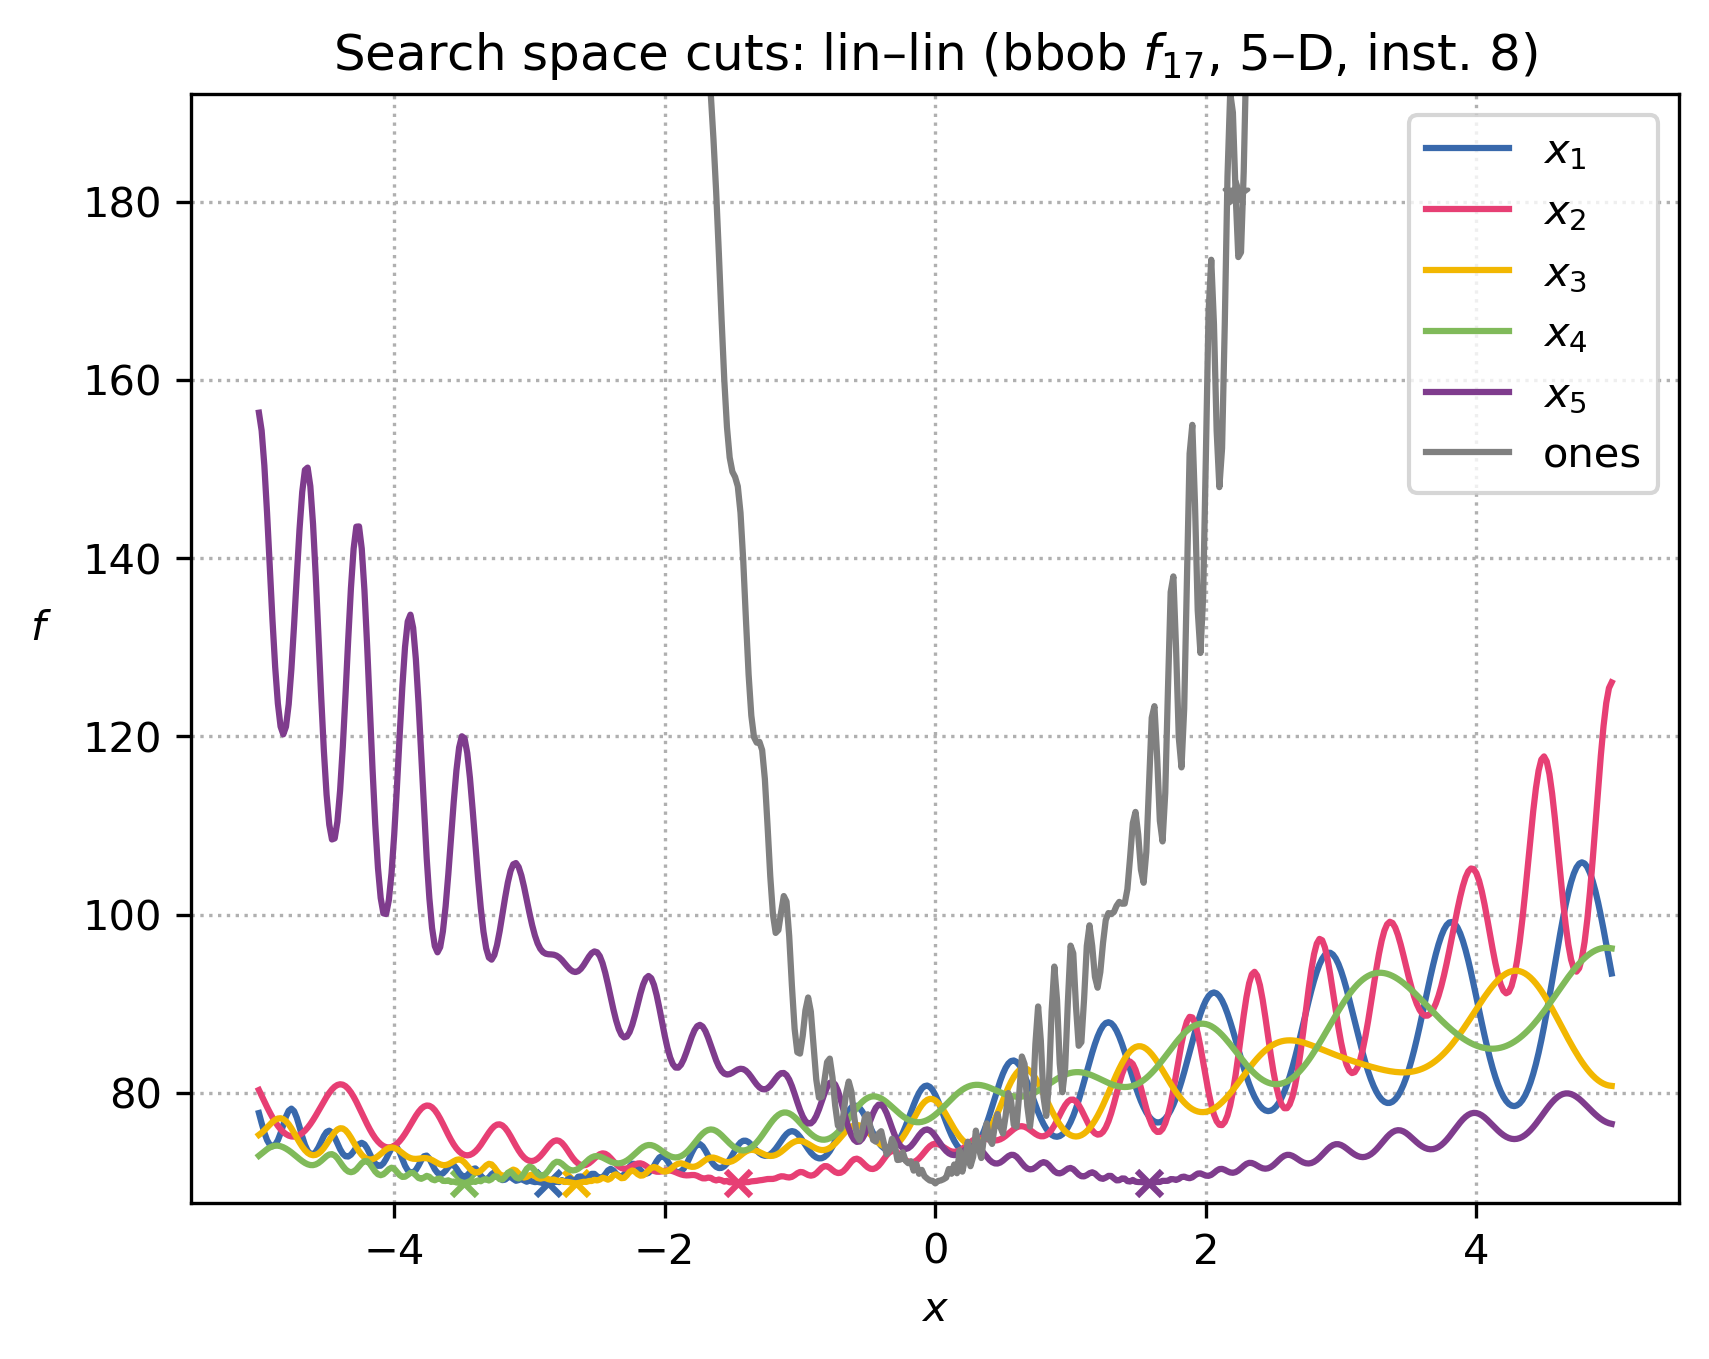 Search space cuts: lin–lin (bbob f₁₇, 5–D, inst. 8)
x₁
x₂
x₃
x₄
x₅
ones
180
160
140
120
100
80
f
−4
−2
0
2
4
x